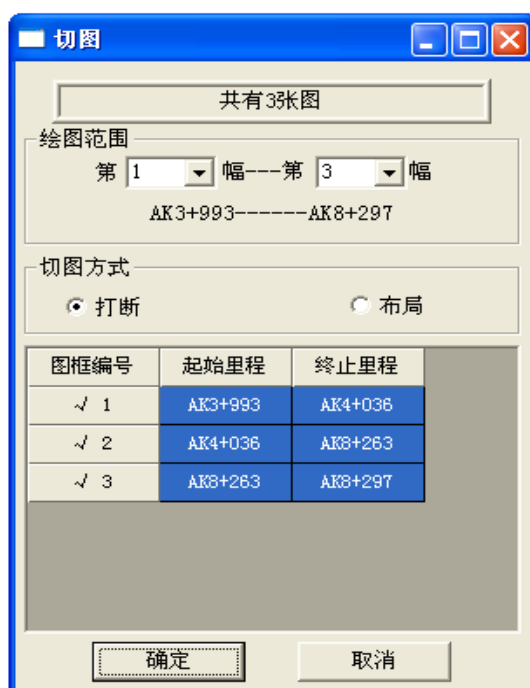 切图
共有3张图
绘图范围
第 1 幅---第 3 幅
AK3+993------AK8+297
切图方式
打断 布局
图框编号 起始里程 终止里程
√ 1 AK3+993 AK4+036
√ 2 AK4+036 AK8+263
√ 3 AK8+263 AK8+297
确定 取消